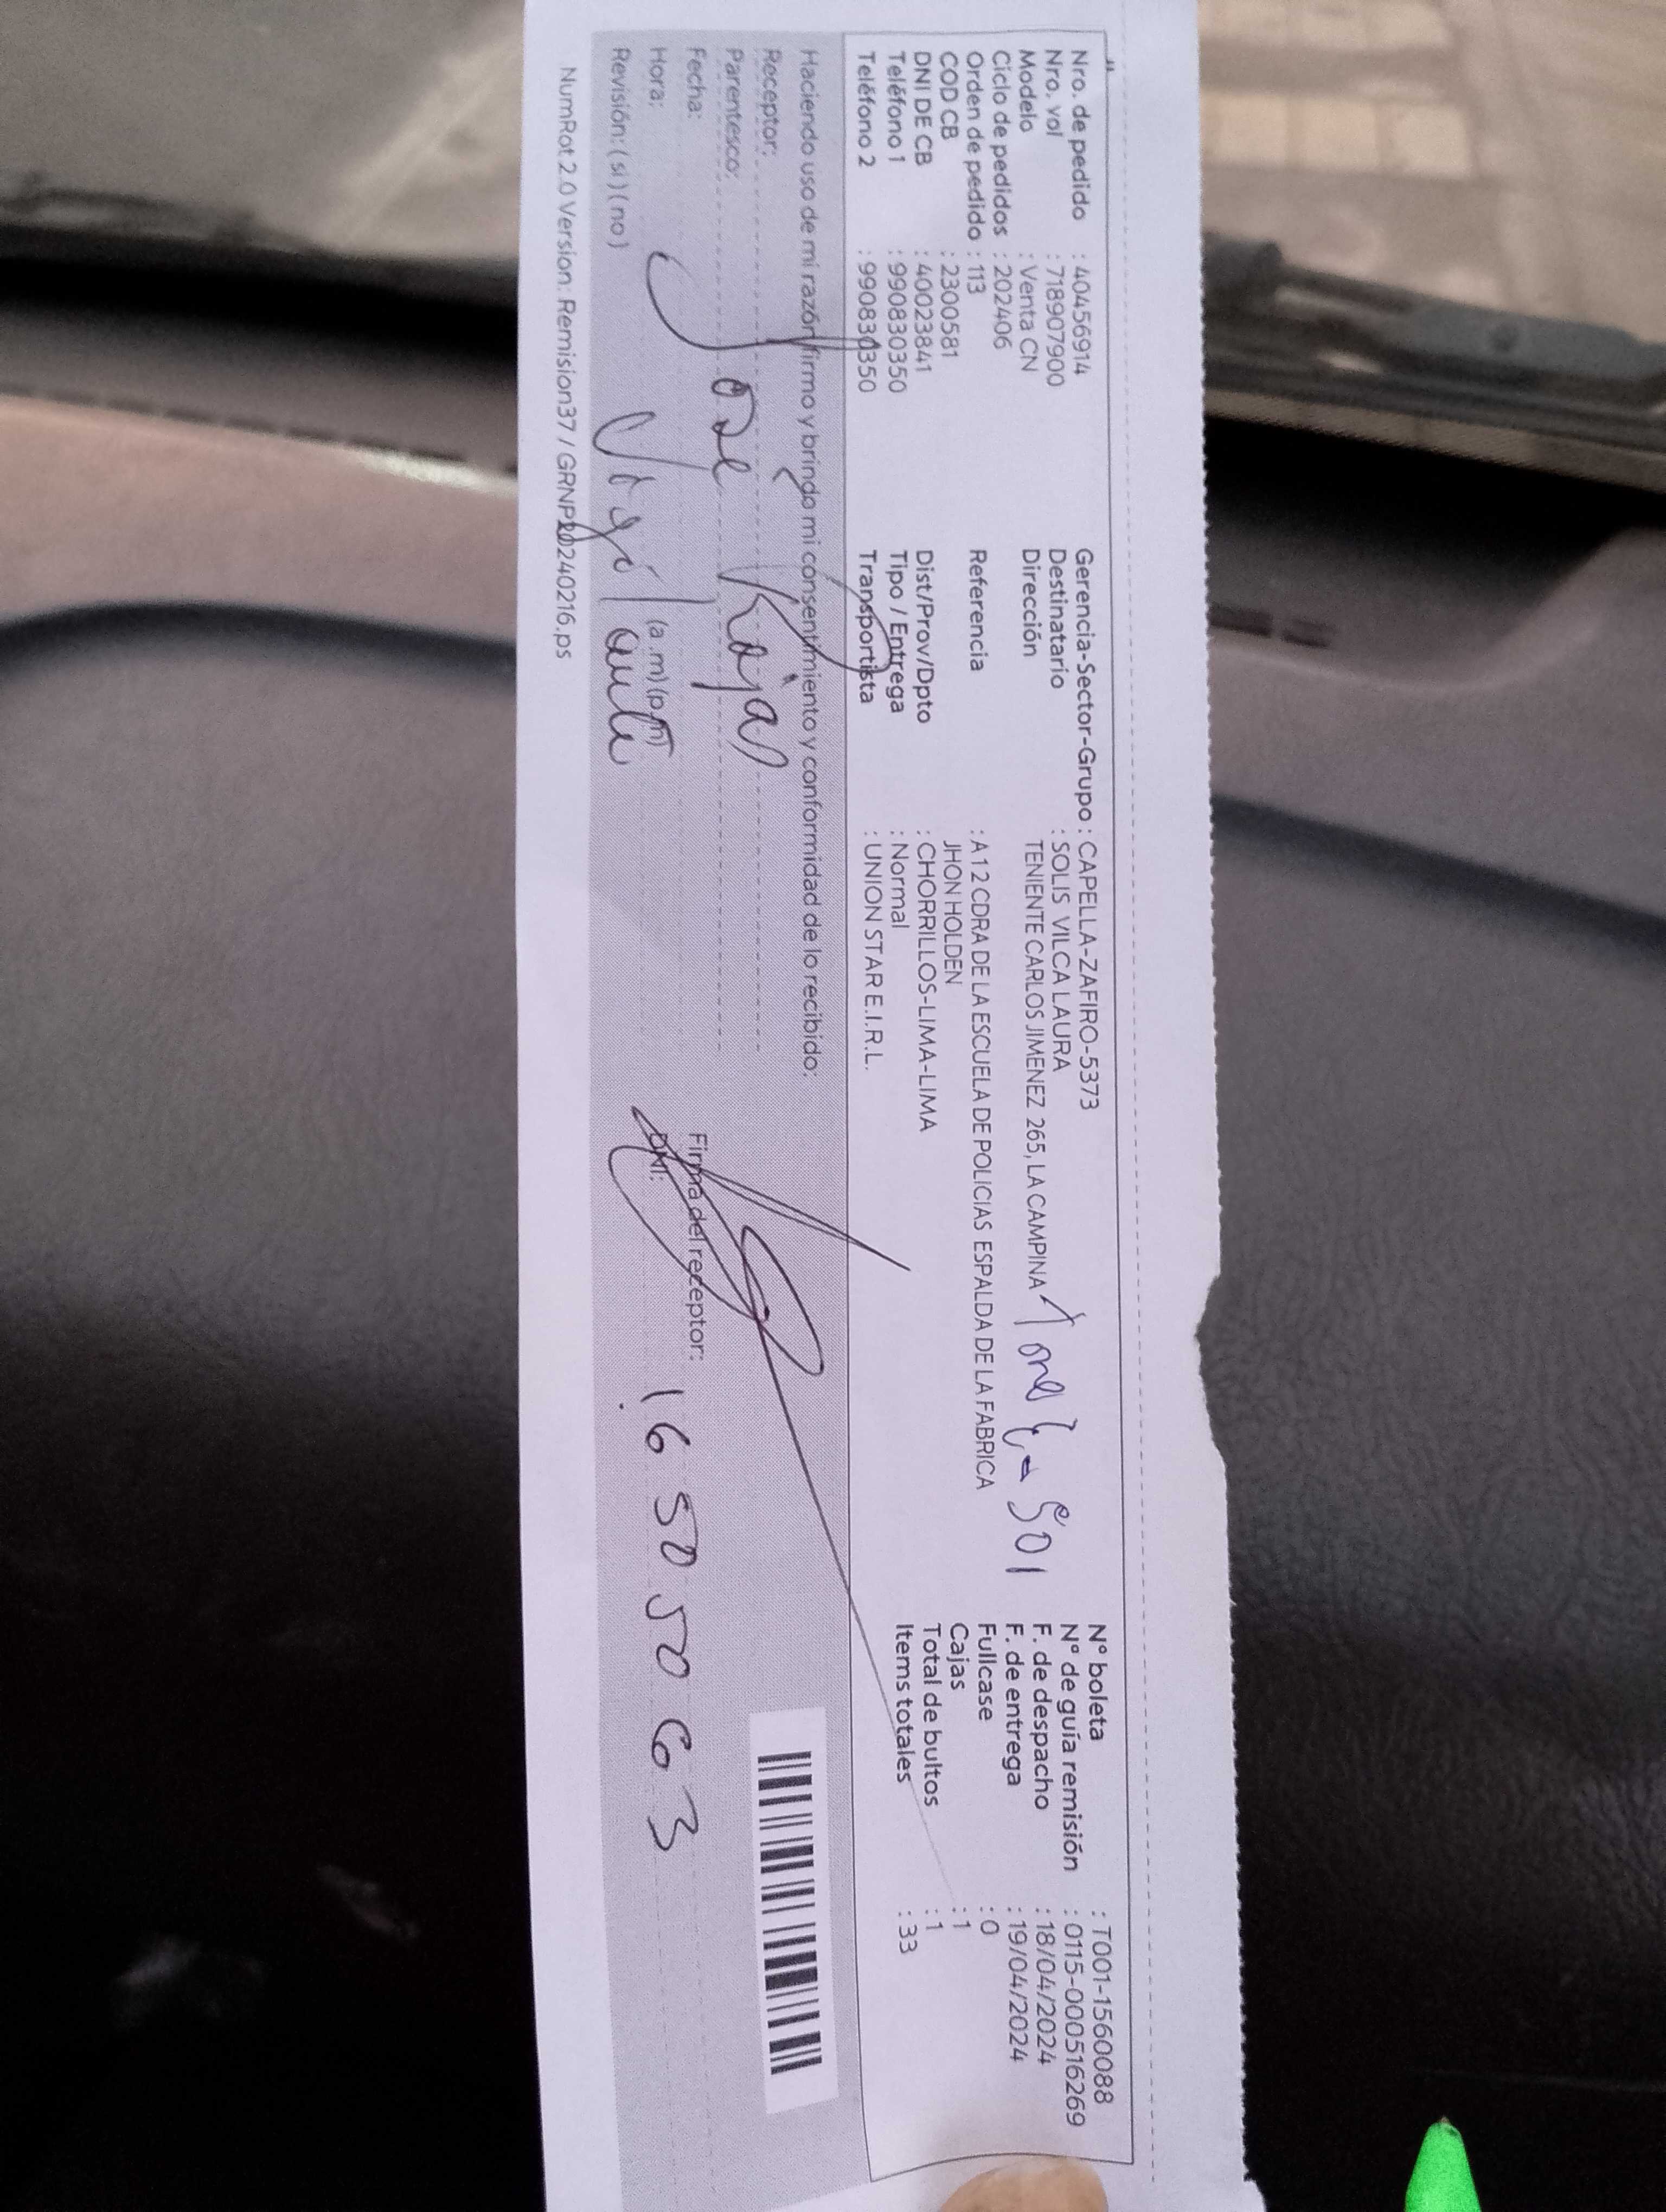 Nro. de pedido : 40456914
Nro. vol : 718907900
Modelo : Venta CN
Ciclo de pedidos : 202406
Orden de pedido : 113
COD CB : 2300581
DNI DE CB : 40023841
Teléfono 1 : 990830350
Teléfono 2 : 990830350
Gerencia-Sector-Grupo : CAPELLA-ZAFIRO-5373
Destinatario : SOLIS VILCA LAURA
Dirección TENIENTE CARLOS JIMENEZ 265, LA CAMPINA
Referencia : A 1 2 CDRA DE LA ESCUELA DE POLICIAS ESPALDA DE LA FABRICA
JHON HOLDEN
Dist/Prov/Dpto : CHORRILLOS-LIMA-LIMA
Tipo / Entrega : Normal
Transportista : UNION STAR E.I.R.L.
501
N° boleta : T001-1560088
N° de guía remisión : 0115-000516269
F. de despacho : 18/04/2024
F. de entrega : 19/04/2024
Fullcase : 0
Cajas : 1
Total de bultos : 1
Items totales : 33
Haciendo uso de mi razón firmo y brindo mi consentimiento y conformidad de lo recibido:
Receptor:
Parentesco:
José Rojas
Fecha:
Hora: (a.m) (p.m)
Revisión: ( si ) ( no )
Firma del receptor:
DNI:
16 50 50 63
NumRot 2.0 Version: Remision37 / GRNP20240216.ps